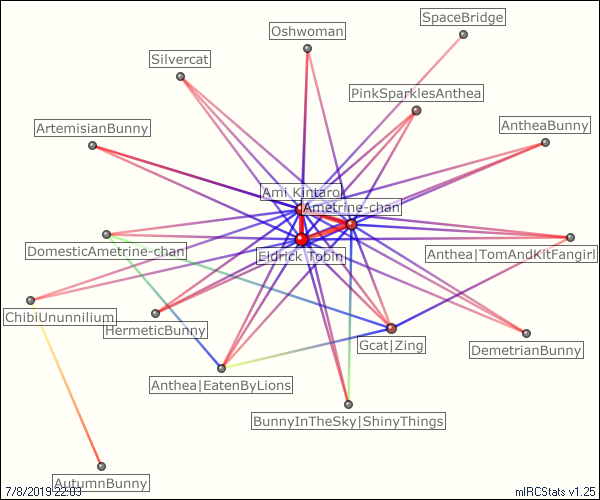 SpaceBridge
Oshwoman
Silvercat
PinkSparklesAnthea
AntheaBunny
ArtemisianBunny
Ami Kintaro
Ametrine-chan
DomesticAmetrine-chan
Eldrick Tobin
Anthea|TomAndKitFangirl
ChibiUnunnilium
HermeticBunny
Gcat|Zing
DemetrianBunny
Anthea|EatenByLions
BunnyInTheSky|ShinyThings
AutumnBunny
7/8/2019 22:03
mIRCStats v1.25